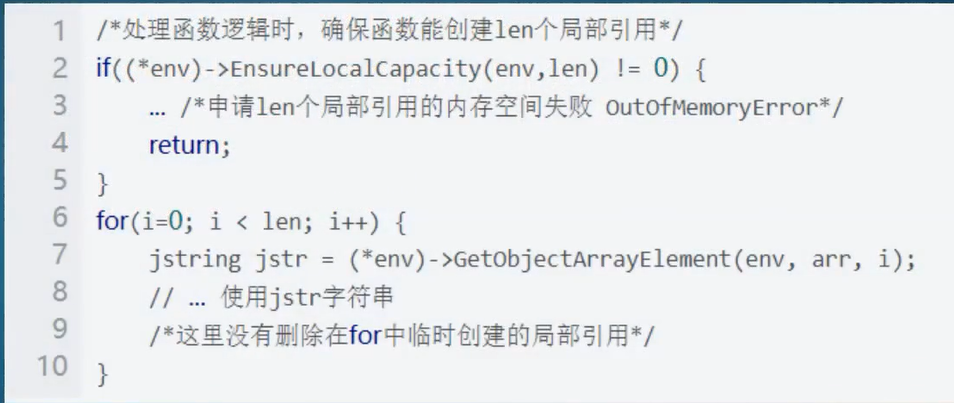 1 /*处理函数逻辑时，确保函数能创建len个局部引用*/
2 if((*env)->EnsureLocalCapacity(env,len) != 0) {
3 ... /*申请len个局部引用的内存空间失败 OutOfMemoryError*/
4 return;
5 }
6 for(i=0; i < len; i++) {
7 jstring jstr = (*env)->GetObjectArrayElement(env, arr, i);
8 // ... 使用jstr字符串
9 /*这里没有删除在for中临时创建的局部引用*/
10 }